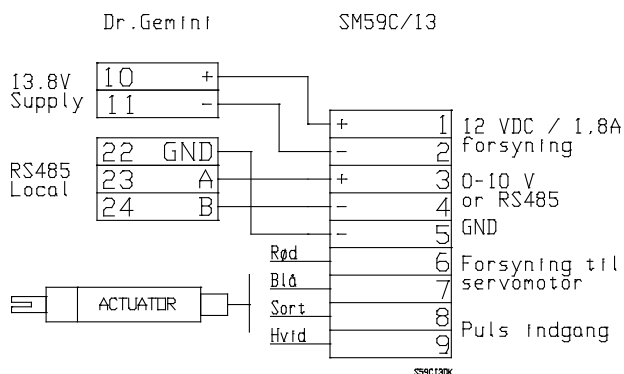 Dr.Gemini
SM59C/13
13.8V
Supply
10 +
11 -
RS485
Local
22 GND
23 A
24 B
+ 1
- 2
+ 3
- 4
- 5
6
7
8
9
12 VDC / 1,8A
forsyning
0-10 V
or RS485
GND
Forsyning til
servomotor
Puls indgang
Rød
Blå
Sort
Hvid
ACTUATOR
S59C13DK